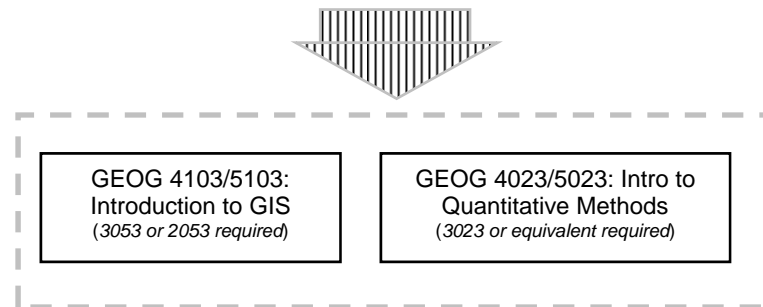 GEOG 4103/5103:
Introduction to GIS
(3053 or 2053 required)
GEOG 4023/5023: Intro to
Quantitative Methods
(3023 or equivalent required)